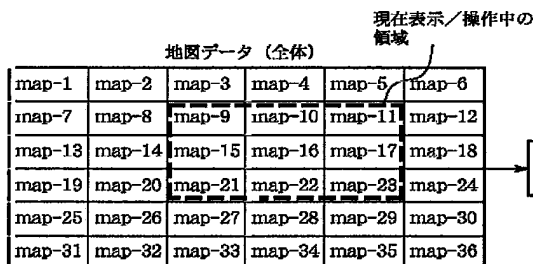 現在表示／操作中の
領域
地図データ（全体）
map-1 map-2 map-3 map-4 map-5 map-6
map-7 map-8 map-9 map-10 map-11 map-12
map-13 map-14 map-15 map-16 map-17 map-18
map-19 map-20 map-21 map-22 map-23 map-24
map-25 map-26 map-27 map-28 map-29 map-30
map-31 map-32 map-33 map-34 map-35 map-36